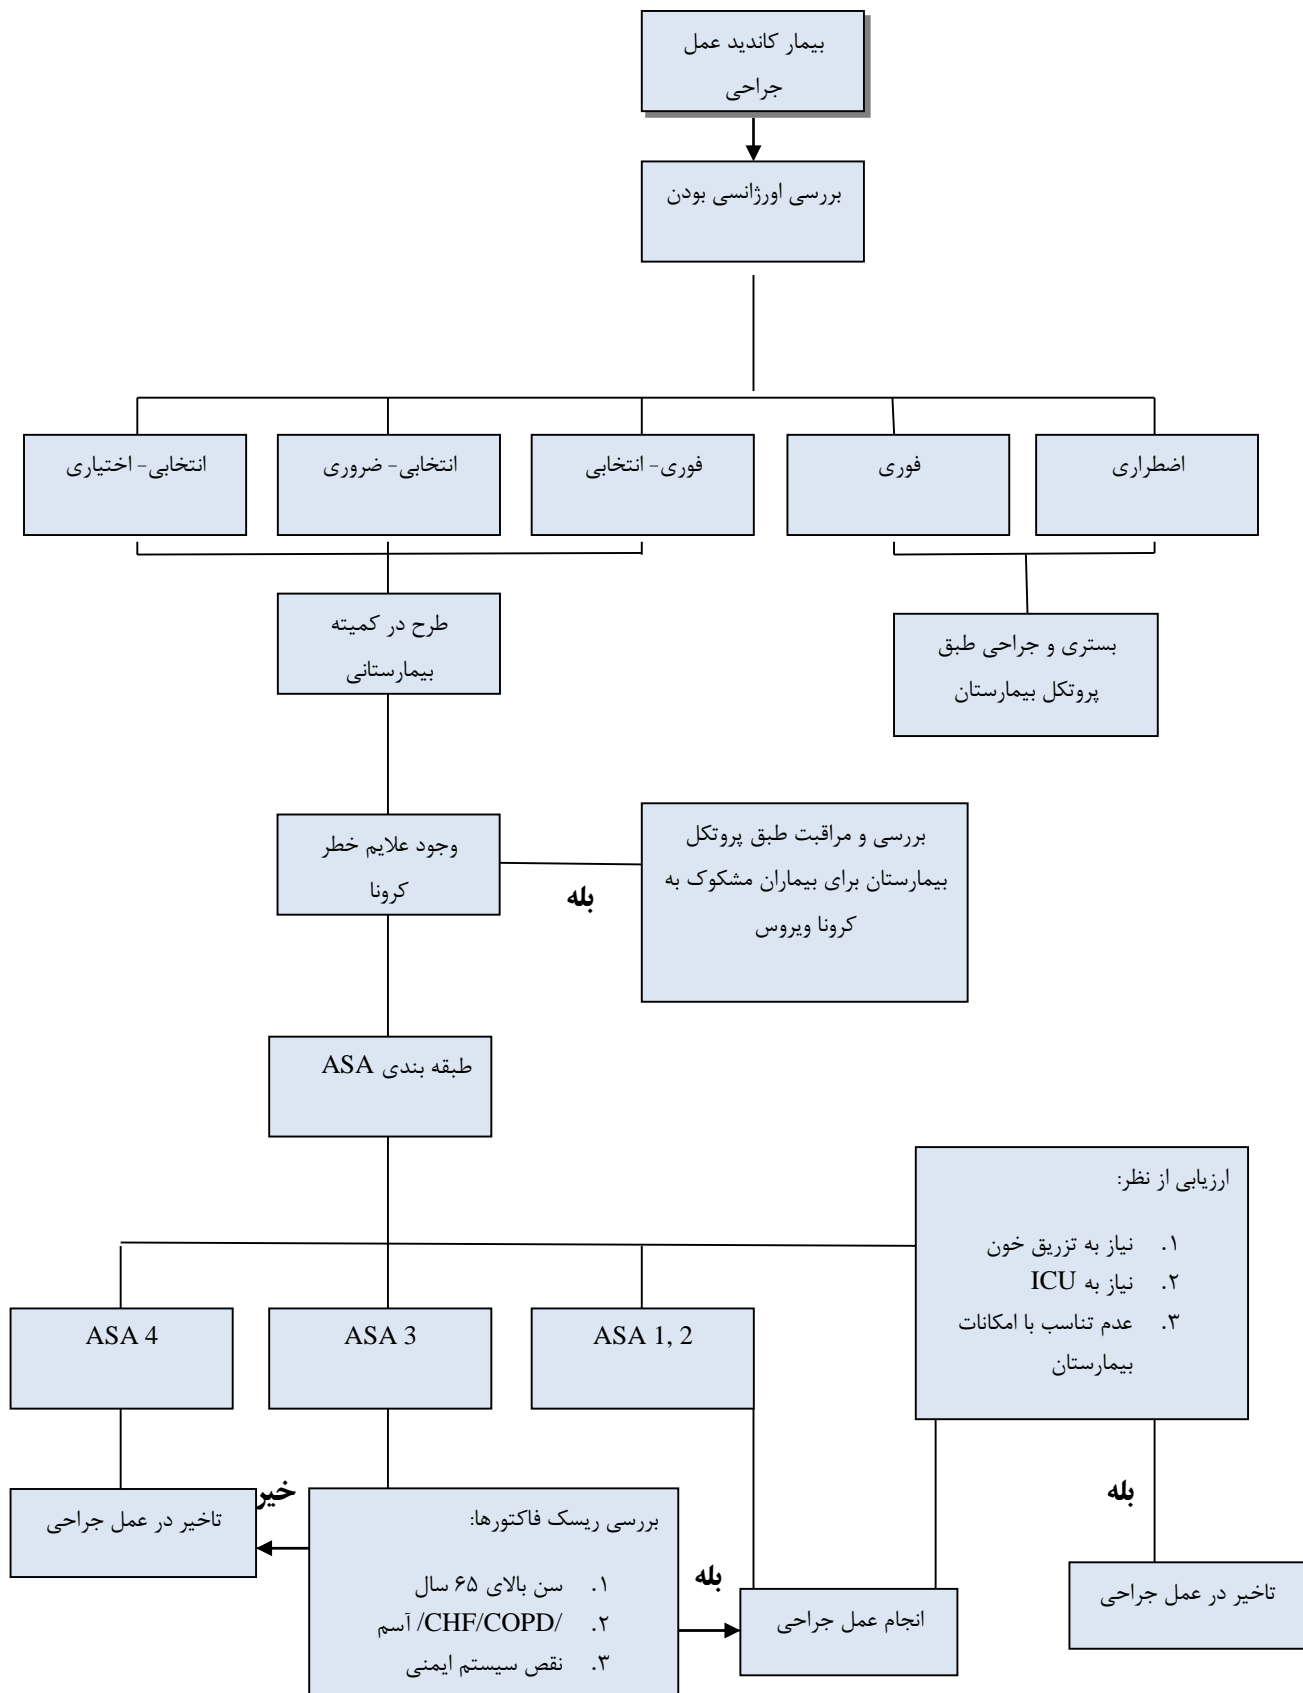 بیمار کاندید عمل
جراحی
بررسی اورژانسی بودن
اضطراری
فوری
فوری- انتخابی
انتخابی- ضروری
انتخابی- اختیاری
طرح در کمیته
بیمارستانی
بستری و جراحی طبق
پروتکل بیمارستان
وجود علایم خطر
کرونا
بله
بررسی و مراقبت طبق پروتکل
بیمارستان برای بیماران مشکوک به
کرونا ویروس
طبقه بندی ASA
ارزیابی از نظر:
۱. نیاز به تزریق خون
۲. نیاز به ICU
۳. عدم تناسب با امکانات
بیمارستان
ASA 1, 2
ASA 3
ASA 4
بله
خیر
تاخیر در عمل جراحی
بررسی ریسک فاکتورها:
۱. سن بالای ۶۵ سال
۲. /CHF/COPD/ آسم
۳. نقص سیستم ایمنی
بله
انجام عمل جراحی
تاخیر در عمل جراحی